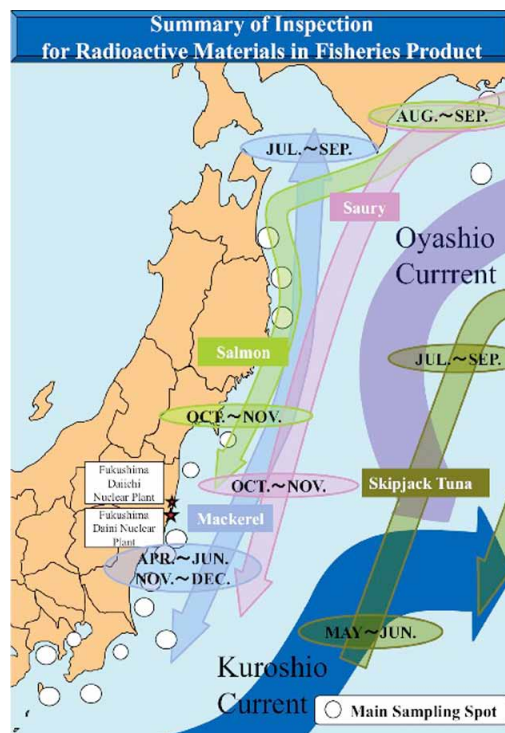 Summary of Inspection
for Radioactive Materials in Fisheries Product
AUG.～SEP.
JUL.～SEP.
Saury
Oyashio
Currrent
Salmon
JUL.～SEP.
OCT.～NOV.
Fukushima
Daiichi
Nuclear Plant
OCT.～NOV.
Skipjack Tuna
Fukushima
Daini Nuclear
Plant
Mackerel
APR.～JUN.
NOV.～DEC.
MAY～JUN.
Kuroshio
Current
Main Sampling Spot